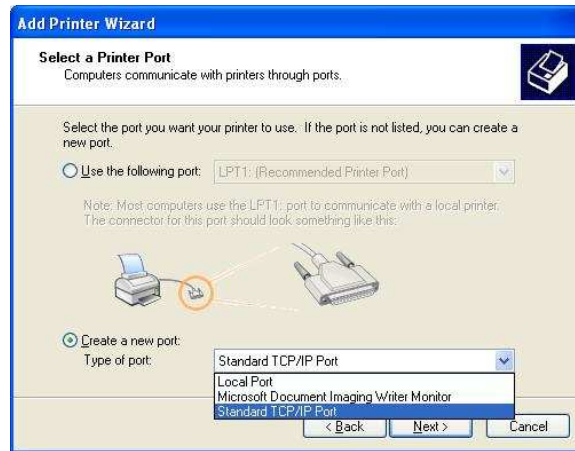 Add Printer Wizard
Select a Printer Port
Computers communicate with printers through ports.
Select the port you want your printer to use. If the port is not listed, you can create a
new port.
Use the following port: LPT1: (Recommended Printer Port)
Note: Most computers use the LPT1: port to communicate with a local printer.
The connector for this port should look something like this:
Create a new port:
Type of port: Standard TCP/IP Port
Local Port
Microsoft Document Imaging Writer Monitor
Standard TCP/IP Port
< Back Next > Cancel